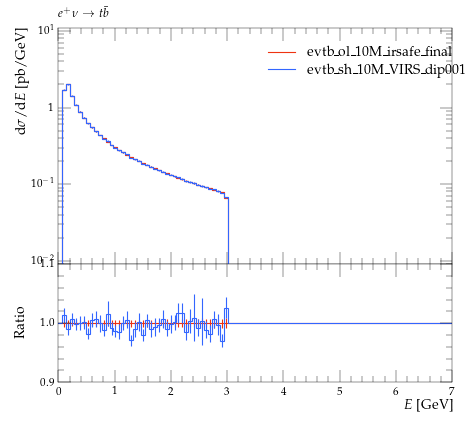 e⁺ν → tb̄
10¹
evtb_ol_10M_irsafe_final
evtb_sh_10M_VIRS_dip001
dσ/dE [pb/GeV]
1
10⁻¹
10⁻²
1.1
Ratio
1.0
0.9
0 1 2 3 4 5 6 7
E [GeV]